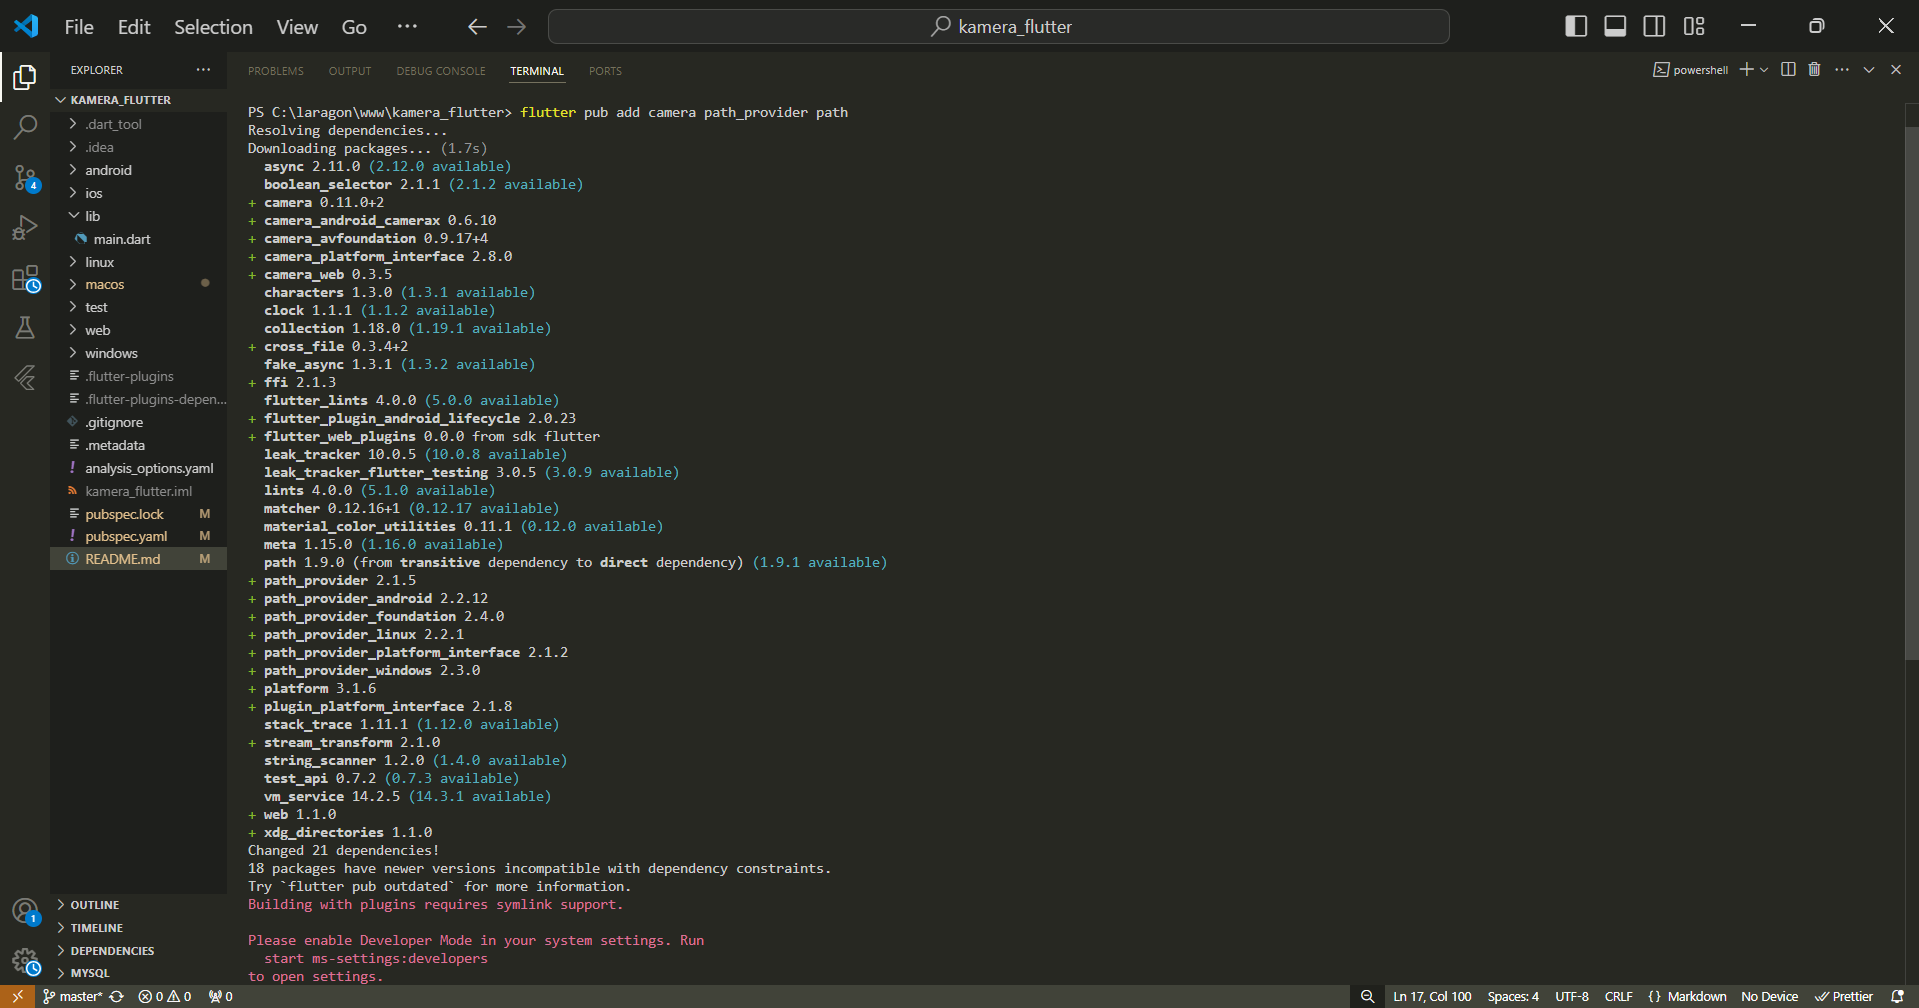 File Edit Selection View Go ··· kamera_flutter
EXPLORER ···
KAMERA_FLUTTER
.dart_tool
.idea
android
ios
lib
main.dart
linux
macos
test
web
windows
.flutter-plugins
.flutter-plugins-depen...
.gitignore
.metadata
! analysis_options.yaml
kamera_flutter.iml
pubspec.lock M
! pubspec.yaml M
README.md M
OUTLINE
TIMELINE
DEPENDENCIES
MYSQL
4
1
PROBLEMS OUTPUT DEBUG CONSOLE TERMINAL PORTS
powershell
PS C:\laragon\www\kamera_flutter> flutter pub add camera path_provider path
Resolving dependencies...
Downloading packages... (1.7s)
async 2.11.0 (2.12.0 available)
boolean_selector 2.1.1 (2.1.2 available)
+ camera 0.11.0+2
+ camera_android_camerax 0.6.10
+ camera_avfoundation 0.9.17+4
+ camera_platform_interface 2.8.0
+ camera_web 0.3.5
characters 1.3.0 (1.3.1 available)
clock 1.1.1 (1.1.2 available)
collection 1.18.0 (1.19.1 available)
+ cross_file 0.3.4+2
fake_async 1.3.1 (1.3.2 available)
+ ffi 2.1.3
flutter_lints 4.0.0 (5.0.0 available)
+ flutter_plugin_android_lifecycle 2.0.23
+ flutter_web_plugins 0.0.0 from sdk flutter
leak_tracker 10.0.5 (10.0.8 available)
leak_tracker_flutter_testing 3.0.5 (3.0.9 available)
lints 4.0.0 (5.1.0 available)
matcher 0.12.16+1 (0.12.17 available)
material_color_utilities 0.11.1 (0.12.0 available)
meta 1.15.0 (1.16.0 available)
path 1.9.0 (from transitive dependency to direct dependency) (1.9.1 available)
+ path_provider 2.1.5
+ path_provider_android 2.2.12
+ path_provider_foundation 2.4.0
+ path_provider_linux 2.2.1
+ path_provider_platform_interface 2.1.2
+ path_provider_windows 2.3.0
+ platform 3.1.6
+ plugin_platform_interface 2.1.8
stack_trace 1.11.1 (1.12.0 available)
+ stream_transform 2.1.0
string_scanner 1.2.0 (1.4.0 available)
test_api 0.7.2 (0.7.3 available)
vm_service 14.2.5 (14.3.1 available)
+ web 1.1.0
+ xdg_directories 1.1.0
Changed 21 dependencies!
18 packages have newer versions incompatible with dependency constraints.
Try `flutter pub outdated` for more information.
Building with plugins requires symlink support.
Please enable Developer Mode in your system settings. Run
start ms-settings:developers
to open settings.
master* 0 0 0 Ln 17, Col 100 Spaces: 4 UTF-8 CRLF {} Markdown No Device Prettier